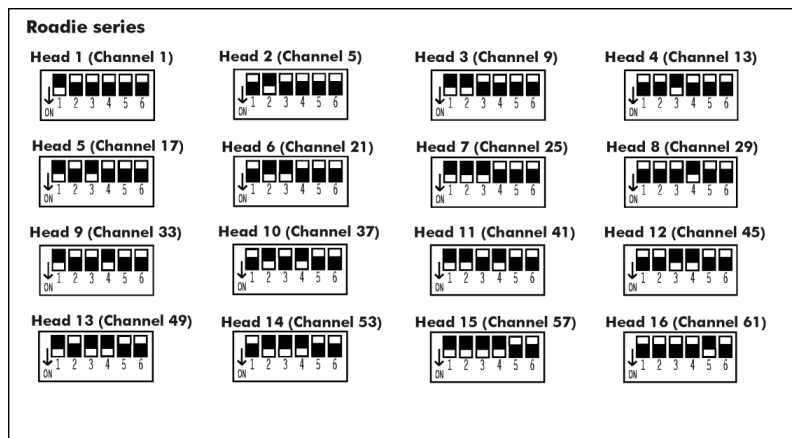 Roadie series
Head 1 (Channel 1) Head 2 (Channel 5) Head 3 (Channel 9) Head 4 (Channel 13)
1 2 3 4 5 6 1 2 3 4 5 6 1 2 3 4 5 6 1 2 3 4 5 6
ON ON ON ON
Head 5 (Channel 17) Head 6 (Channel 21) Head 7 (Channel 25) Head 8 (Channel 29)
1 2 3 4 5 6 1 2 3 4 5 6 1 2 3 4 5 6 1 2 3 4 5 6
ON ON ON ON
Head 9 (Channel 33) Head 10 (Channel 37) Head 11 (Channel 41) Head 12 (Channel 45)
1 2 3 4 5 6 1 2 3 4 5 6 1 2 3 4 5 6 1 2 3 4 5 6
ON ON ON ON
Head 13 (Channel 49) Head 14 (Channel 53) Head 15 (Channel 57) Head 16 (Channel 61)
1 2 3 4 5 6 1 2 3 4 5 6 1 2 3 4 5 6 1 2 3 4 5 6
ON ON ON ON